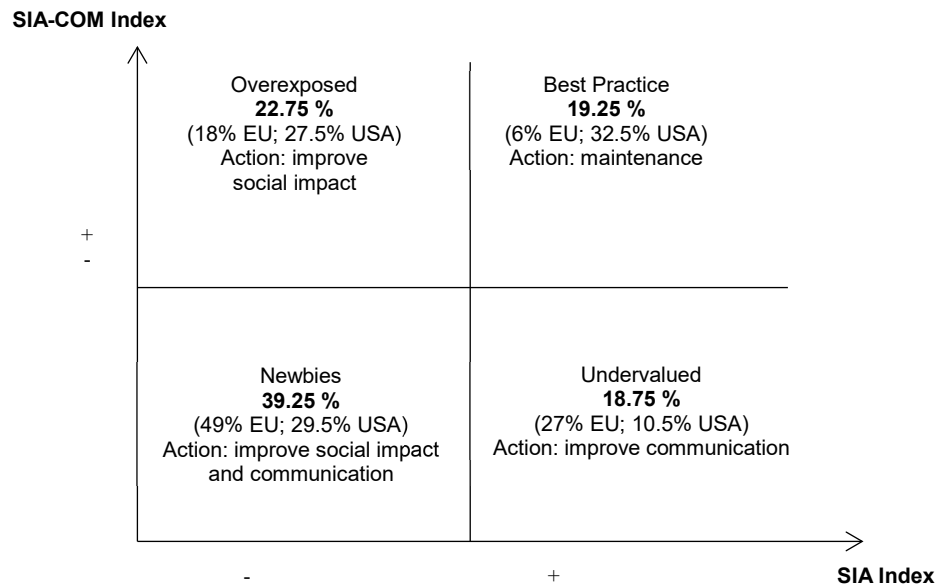 SIA-COM Index
Overexposed
22.75 %
(18% EU; 27.5% USA)
Action: improve
social impact
Best Practice
19.25 %
(6% EU; 32.5% USA)
Action: maintenance
+
-
Newbies
39.25 %
(49% EU; 29.5% USA)
Action: improve social impact
and communication
Undervalued
18.75 %
(27% EU; 10.5% USA)
Action: improve communication
-
+
SIA Index